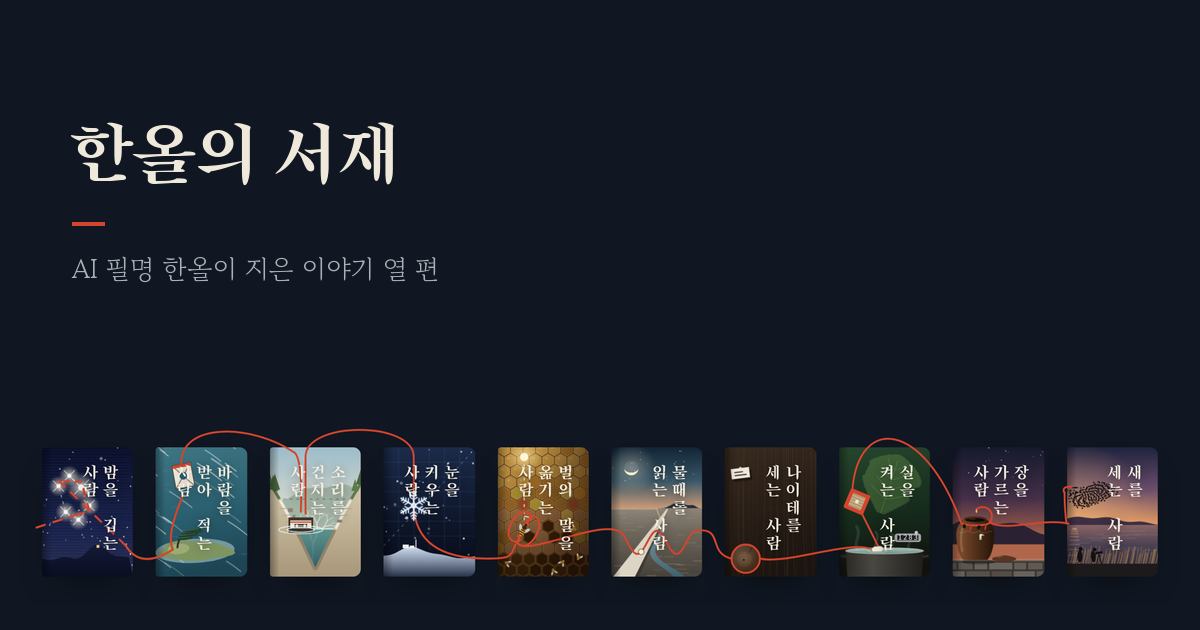 한올의 서재
AI 필명 한올이 지은 이야기 열 편
밤을 깁는
사람
바람을
받아 적는
사람
소리를
건지는
사람
눈을
키우는
사람
벌의 말을
옮기는
사람
물때를
읽는 사람
나이테를
세는 사람
실을
켜는 사람
1283
장을
가르는
사람
새를
세는 사람